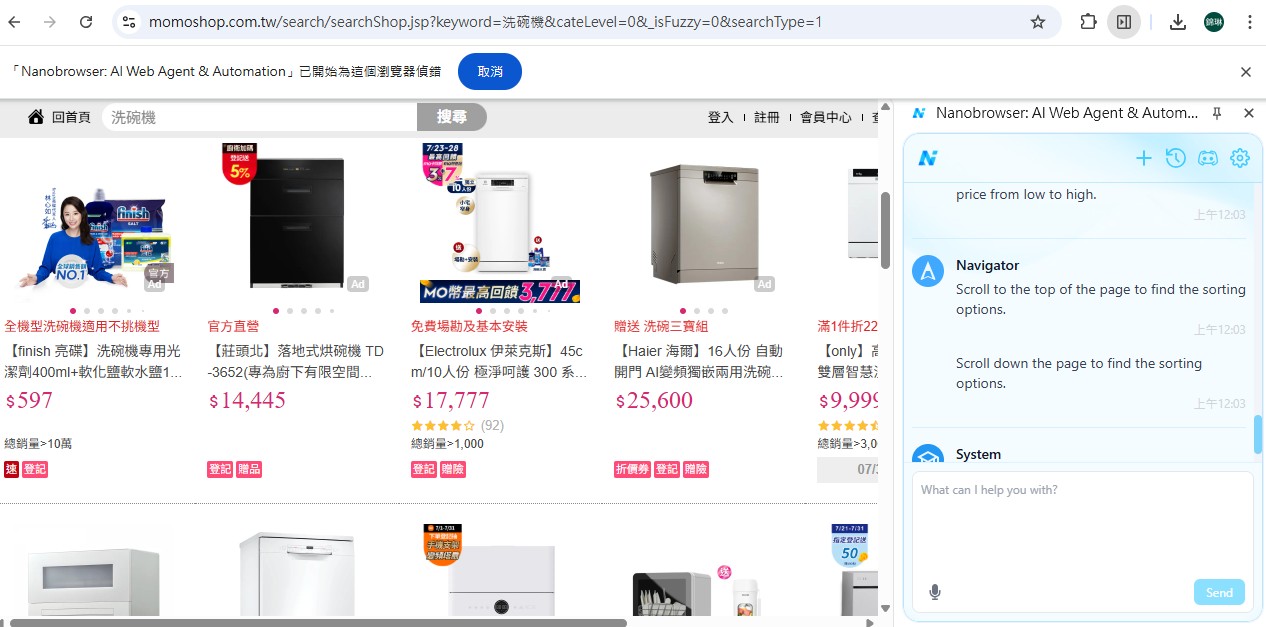 momoshop.com.tw/search/searchShop.jsp?keyword=洗碗機&cateLevel=0&_isFuzzy=0&searchType=1
錦琳
「Nanobrowser: AI Web Agent & Automation」已開始為這個瀏覽器偵錯
取消
回首頁
洗碗機
搜尋
登入
註冊
會員中心
官方
Ad
全機型洗碗機適用不挑機型
【finish 亮碟】洗碗機專用光
潔劑400ml+軟化鹽軟水鹽1...
$597
總銷量>10萬
速 登記
廚衛加碼
登記送
5%
Ad
官方直營
【莊頭北】落地式烘碗機 TD
-3652(專為廚下有限空間...
$14,445
登記 贈品
7/23-28
最高回饋
10人份
小宅
送
場勘+安裝
送
MO幣最高回饋3,777
Ad
免費場勘及基本安裝
【Electrolux 伊萊克斯】45c
m/10人份 極淨呵護 300 系...
$17,777
(92)
總銷量>1,000
登記 贈險
Ad
贈送 洗碗三寶組
【Haier 海爾】16人份 自動
開門 AI變頻獨嵌兩用洗碗...
$25,600
折價券 登記 贈險
滿1件折22
【only】
雙層智慧
$9,999
總銷量>3,0
07/
7/1-7/31
下單登記抽
手機支架
變頻塔扇
送
7/21-7/31
指定登記送
50
Nanobrowser: AI Web Agent & Autom...
price from low to high.
上午12:03
Navigator
Scroll to the top of the page to find the sorting
options.
上午12:03
Scroll down the page to find the sorting
options.
上午12:03
System
What can I help you with?
Send